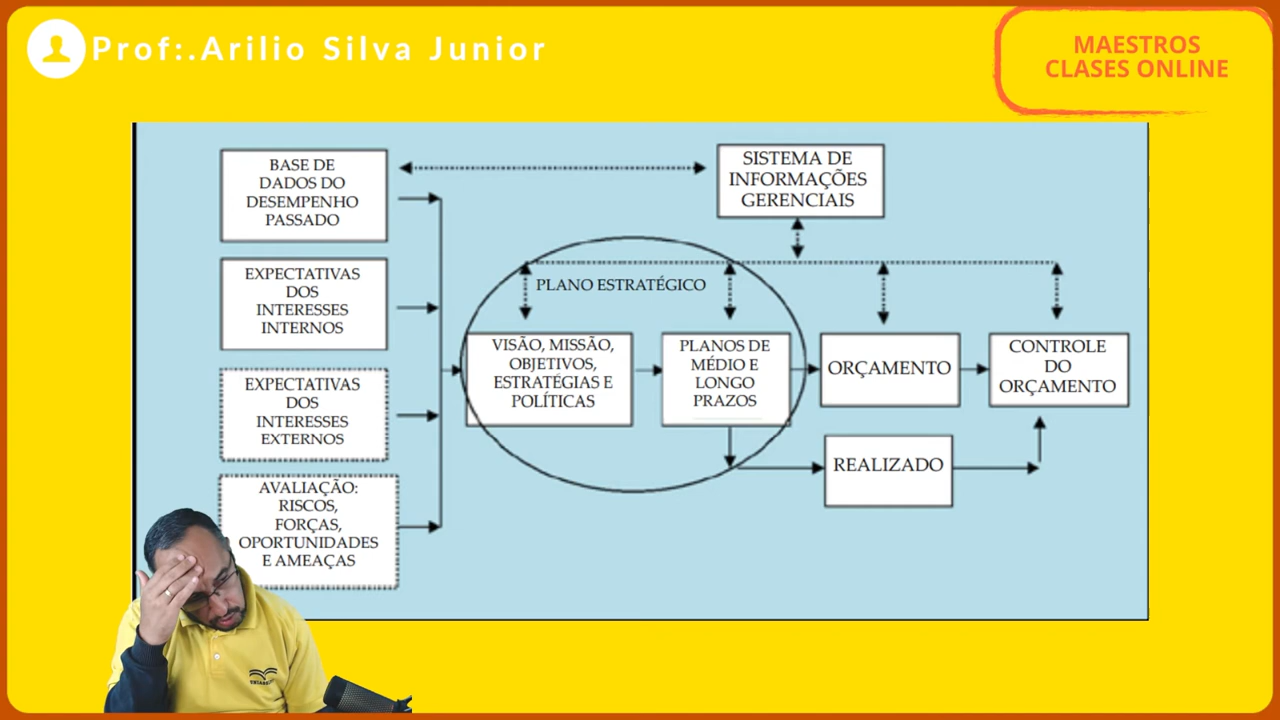 Prof:.Arilio Silva Junior
MAESTROS
CLASES ONLINE
BASE DE
DADOS DO
DESEMPENHO
PASSADO
SISTEMA DE
INFORMAÇÕES
GERENCIAIS
EXPECTATIVAS
DOS
INTERESSES
INTERNOS
PLANO ESTRATÉGICO
EXPECTATIVAS
DOS
INTERESSES
EXTERNOS
VISÃO, MISSÃO,
OBJETIVOS,
ESTRATÉGIAS E
POLÍTICAS
PLANOS DE
MÉDIO E
LONGO
PRAZOS
ORÇAMENTO
CONTROLE
DO
ORÇAMENTO
REALIZADO
AVALIAÇÃO:
RISCOS,
FORÇAS,
OPORTUNIDADES
E AMEAÇAS